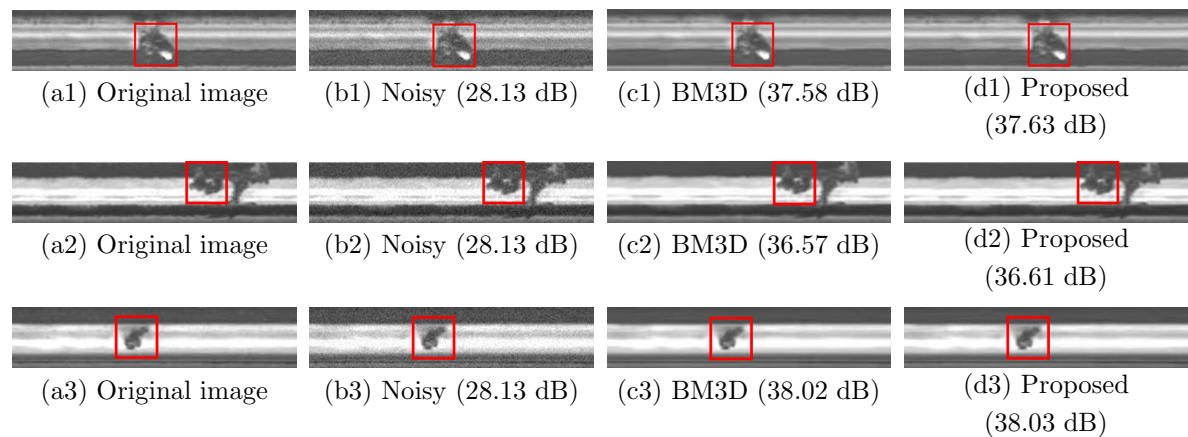 (a1) Original image
(b1) Noisy (28.13 dB)
(c1) BM3D (37.58 dB)
(d1) Proposed
(37.63 dB)
(a2) Original image
(b2) Noisy (28.13 dB)
(c2) BM3D (36.57 dB)
(d2) Proposed
(36.61 dB)
(a3) Original image
(b3) Noisy (28.13 dB)
(c3) BM3D (38.02 dB)
(d3) Proposed
(38.03 dB)